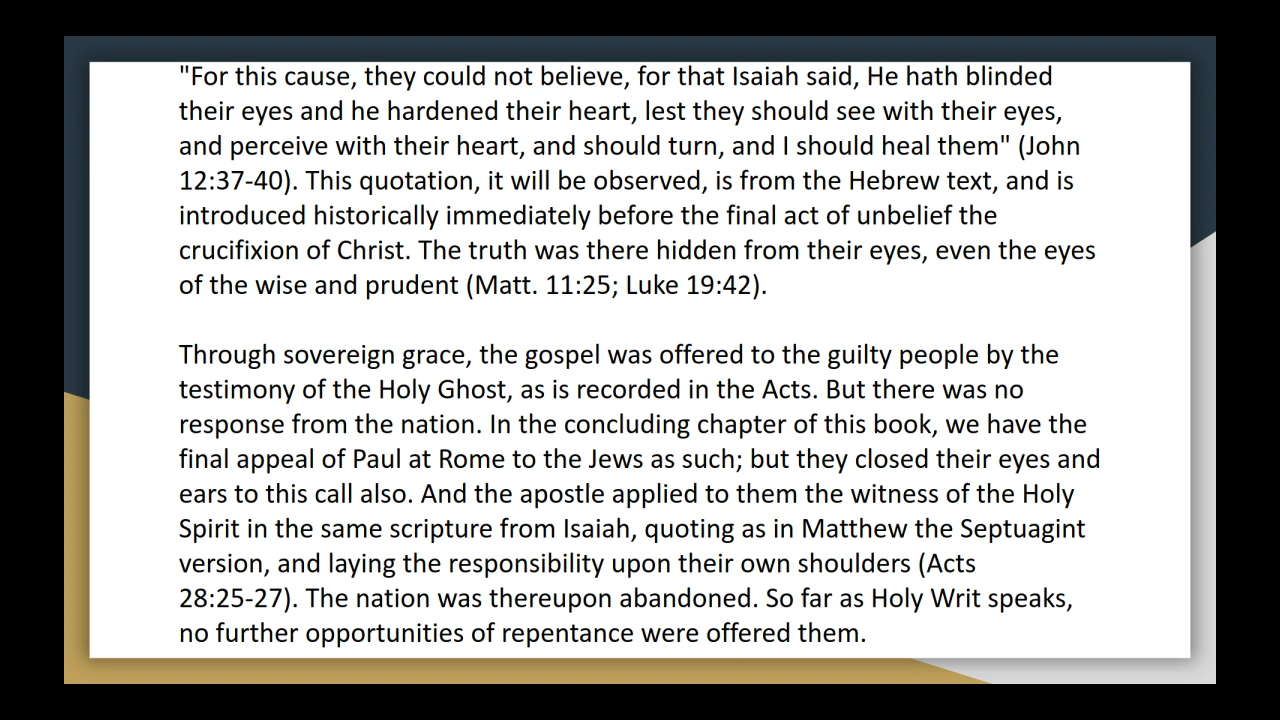 "For this cause, they could not believe, for that Isaiah said, He hath blinded
their eyes and he hardened their heart, lest they should see with their eyes,
and perceive with their heart, and should turn, and I should heal them" (John
12:37-40). This quotation, it will be observed, is from the Hebrew text, and is
introduced historically immediately before the final act of unbelief the
crucifixion of Christ. The truth was there hidden from their eyes, even the eyes
of the wise and prudent (Matt. 11:25; Luke 19:42).
Through sovereign grace, the gospel was offered to the guilty people by the
testimony of the Holy Ghost, as is recorded in the Acts. But there was no
response from the nation. In the concluding chapter of this book, we have the
final appeal of Paul at Rome to the Jews as such; but they closed their eyes and
ears to this call also. And the apostle applied to them the witness of the Holy
Spirit in the same scripture from Isaiah, quoting as in Matthew the Septuagint
version, and laying the responsibility upon their own shoulders (Acts
28:25-27). The nation was thereupon abandoned. So far as Holy Writ speaks,
no further opportunities of repentance were offered them.